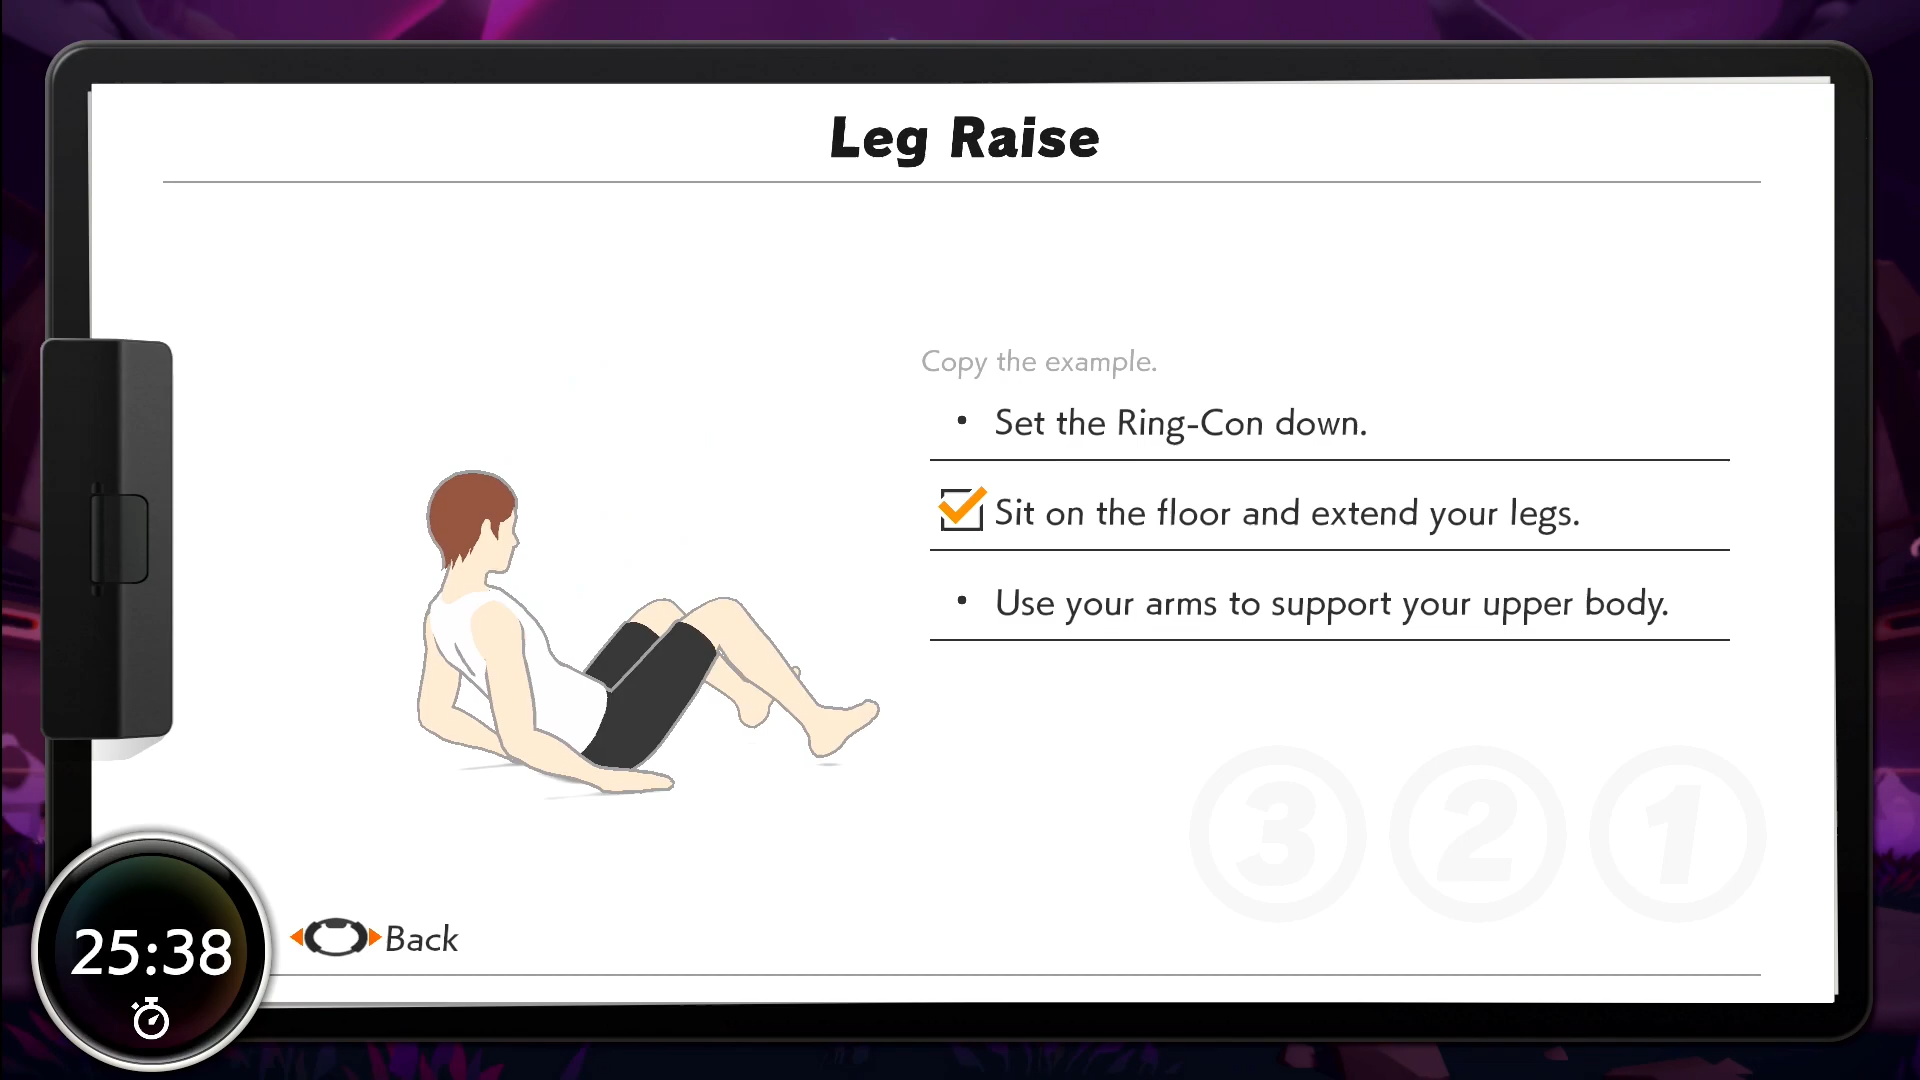 Leg Raise
Copy the example.
• Set the Ring-Con down.
Sit on the floor and extend your legs.
• Use your arms to support your upper body.
3 2 1
Back
25:38